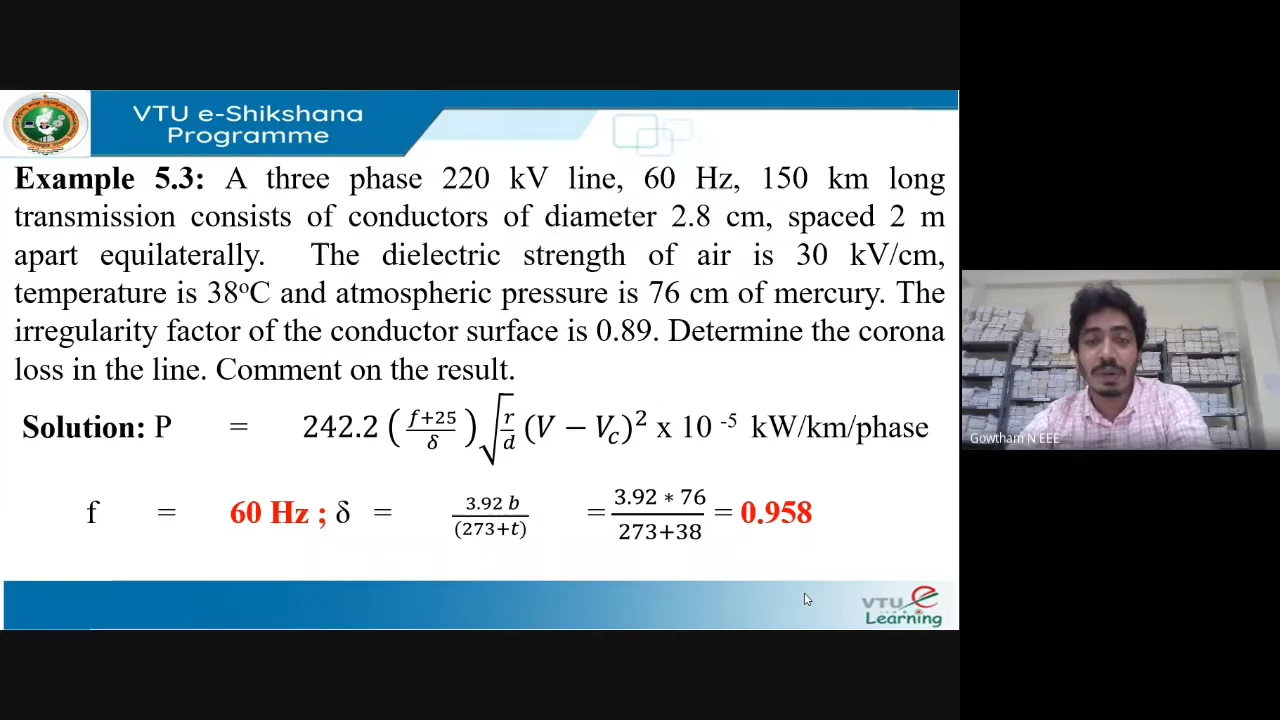 VTU e-Shikshana
Programme
Example 5.3: A three phase 220 kV line, 60 Hz, 150 km long
transmission consists of conductors of diameter 2.8 cm, spaced 2 m
apart equilaterally. The dielectric strength of air is 30 kV/cm,
temperature is 38°C and atmospheric pressure is 76 cm of mercury. The
irregularity factor of the conductor surface is 0.89. Determine the corona
loss in the line. Comment on the result.
Solution: P = 242.2 (f+25/δ) √r/d (V − Vc)² x 10 ⁻⁵ kW/km/phase
f = 60 Hz ; δ = 3.92 b/(273+t) = 3.92 ∗ 76/273+38 = 0.958
Gowtham N EEE
VTU e
Learning